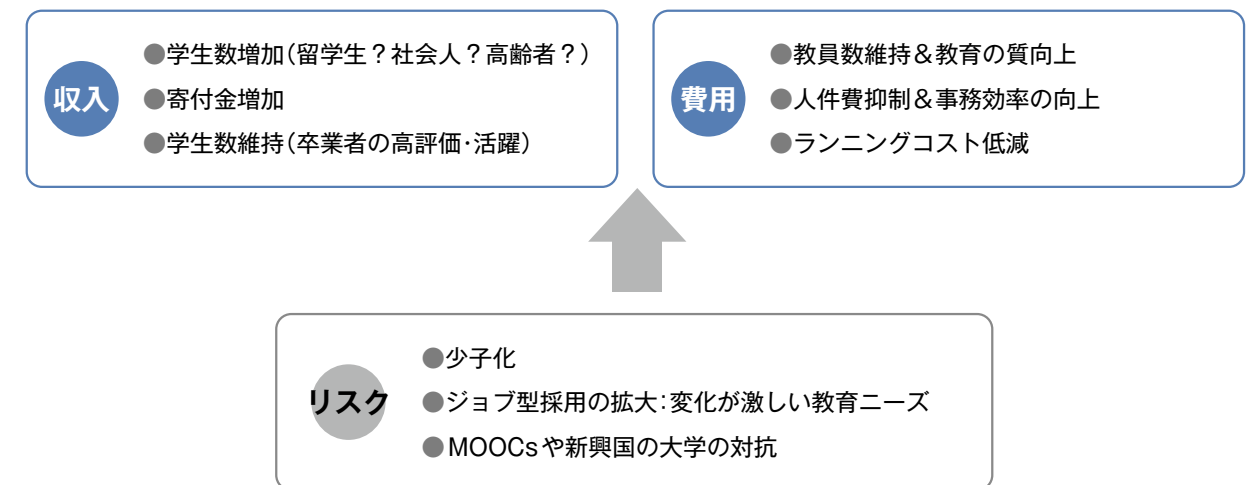 収入
●学生数増加（留学生？社会人？高齢者？）
●寄付金増加
●学生数維持（卒業者の高評価・活躍）
費用
●教員数維持＆教育の質向上
●人件費抑制＆事務効率の向上
●ランニングコスト低減
リスク
●少子化
●ジョブ型採用の拡大：変化が激しい教育ニーズ
●MOOCsや新興国の大学の対抗